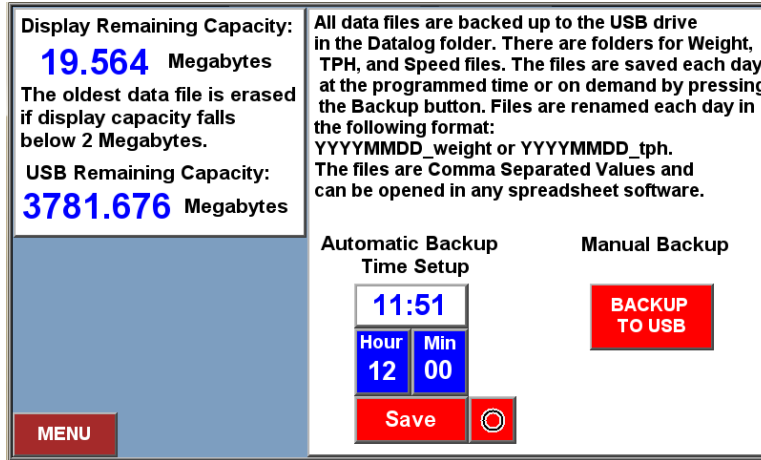 Display Remaining Capacity:
19.564 Megabytes
The oldest data file is erased
if display capacity falls
below 2 Megabytes.
USB Remaining Capacity:
3781.676 Megabytes
All data files are backed up to the USB drive
in the Datalog folder. There are folders for Weight,
TPH, and Speed files. The files are saved each day
at the programmed time or on demand by pressing
the Backup button. Files are renamed each day in
the following format:
YYYYMMDD_weight or YYYYMMDD_tph.
The files are Comma Separated Values and
can be opened in any spreadsheet software.
Automatic Backup
Time Setup
11:51
Hour Min
12 00
Save
Manual Backup
BACKUP
TO USB
MENU